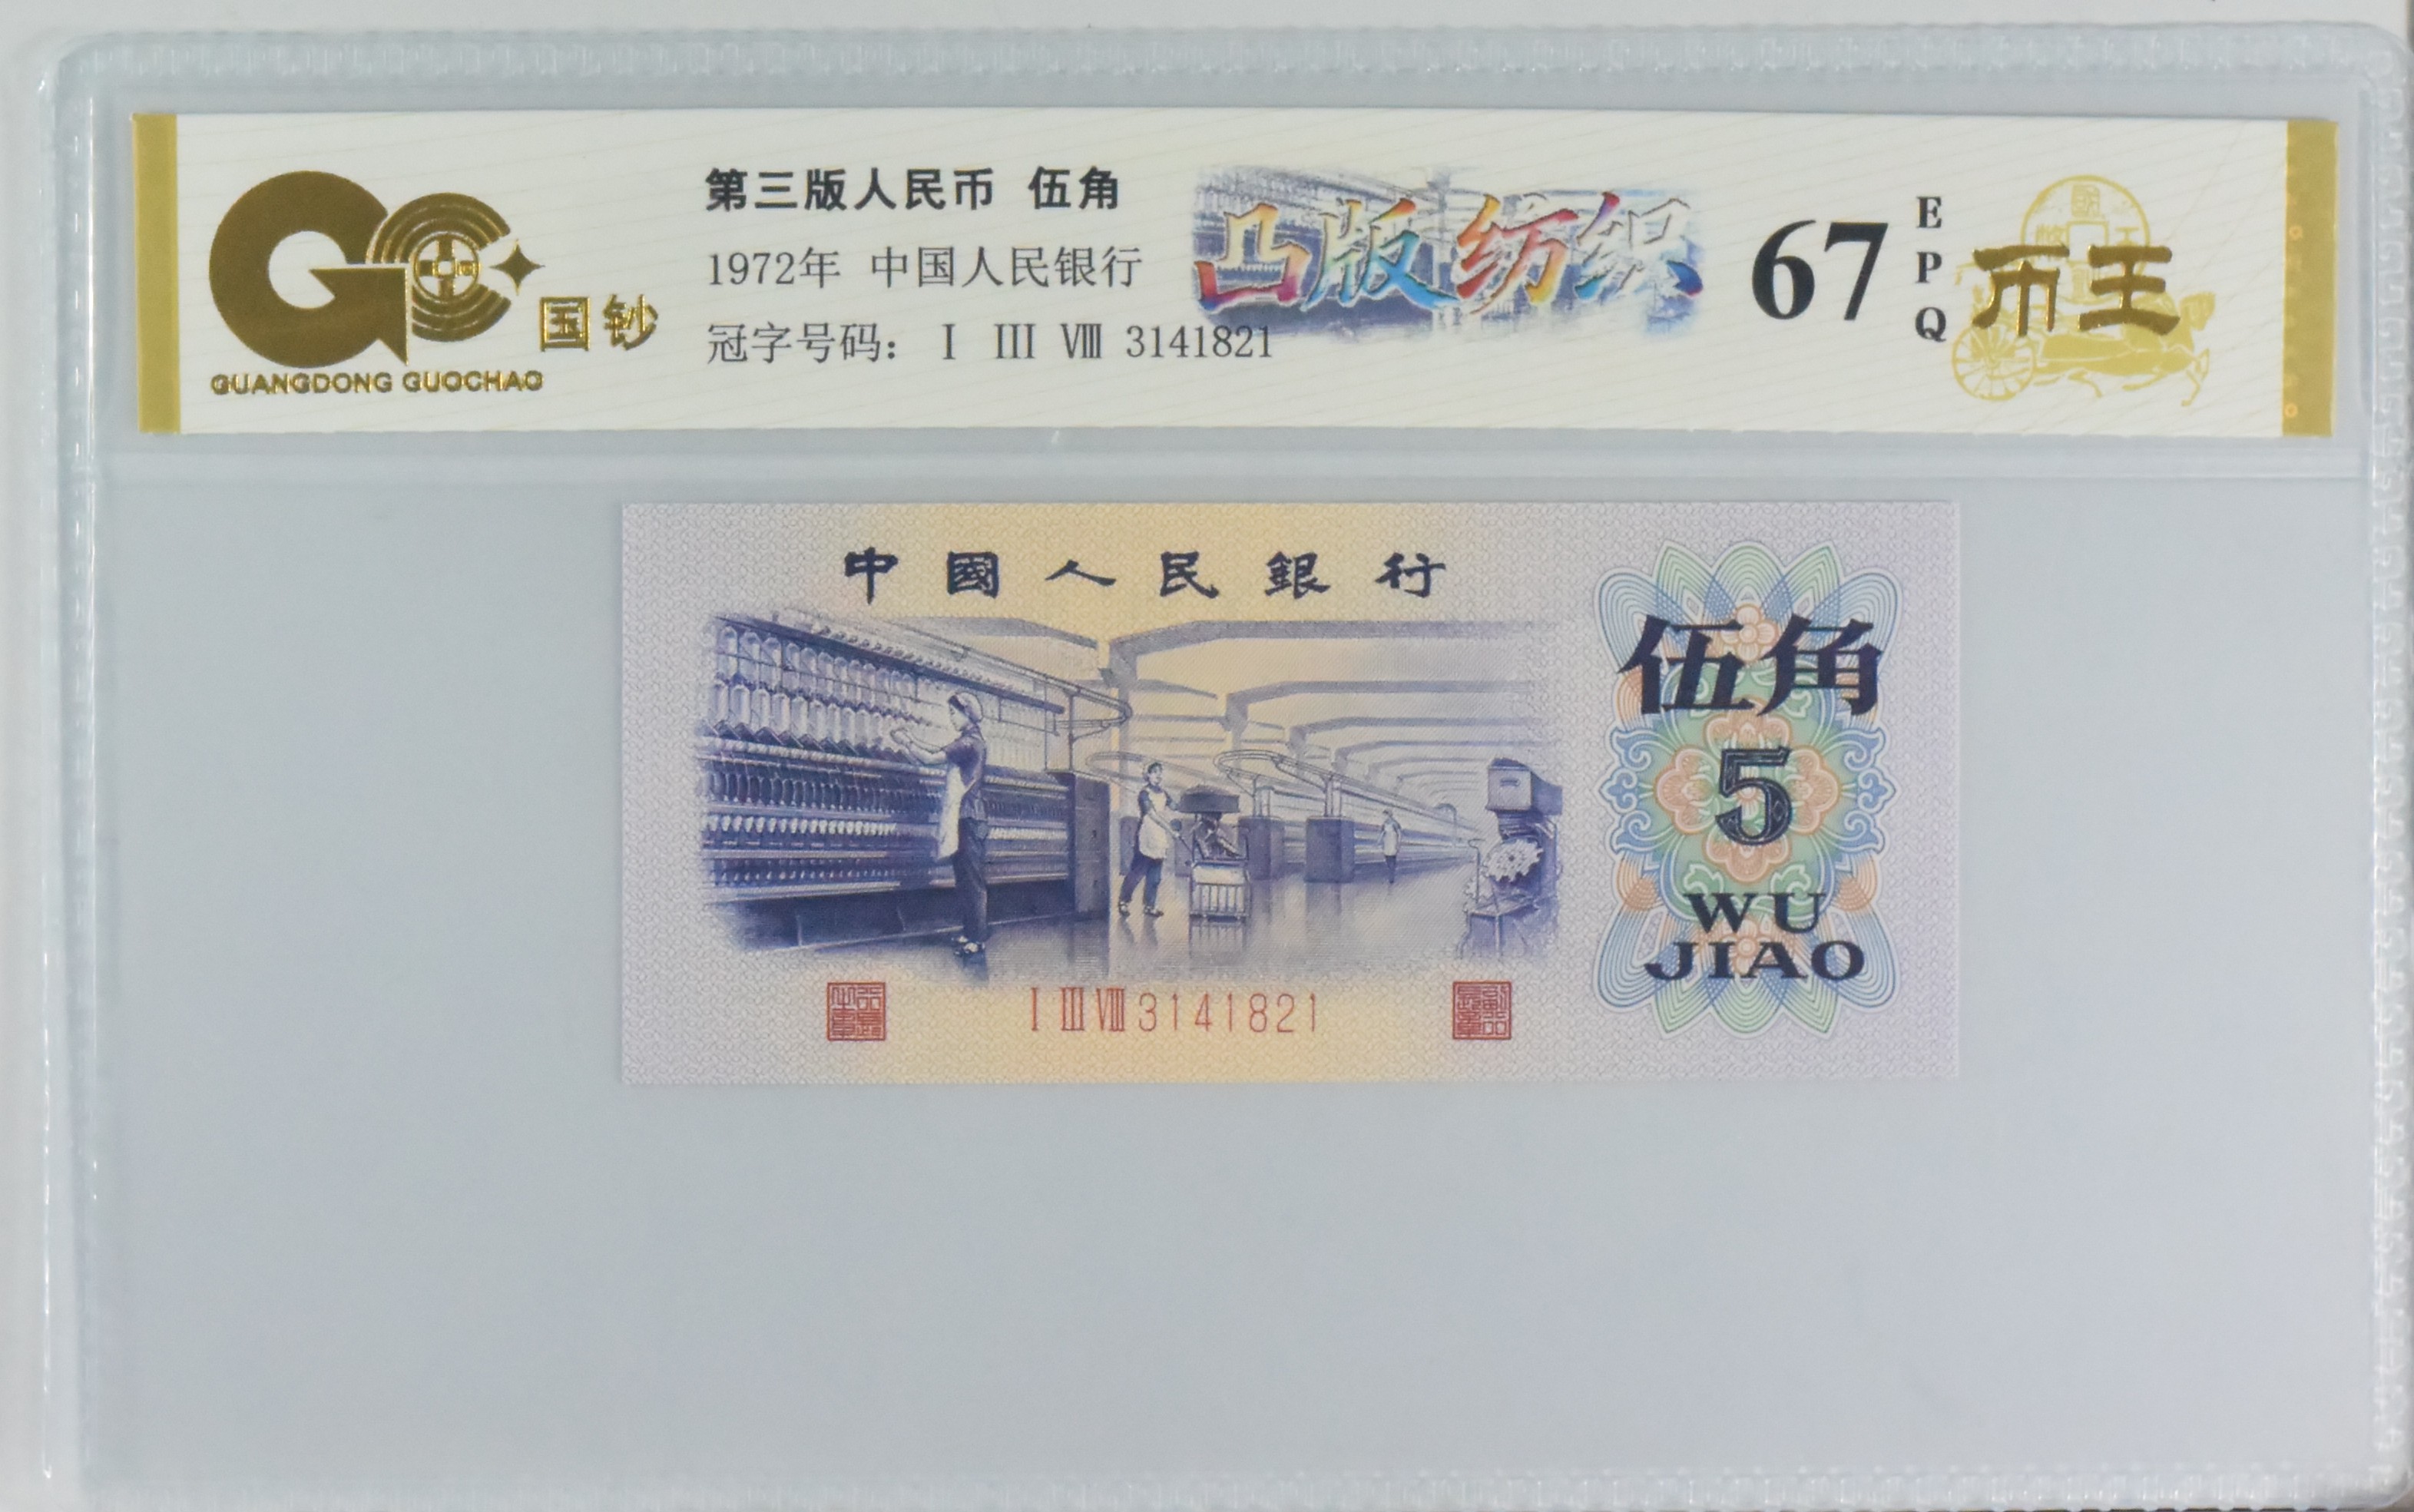 国钞
GUANGDONG GUOCHAO
第三版人民币 伍角
1972年 中国人民银行
冠字号码： I III VIII 3141821
凸版纺织
67
EPQ
币王
中國人民銀行
伍角
5
WU
JIAO
I III VIII 3141821